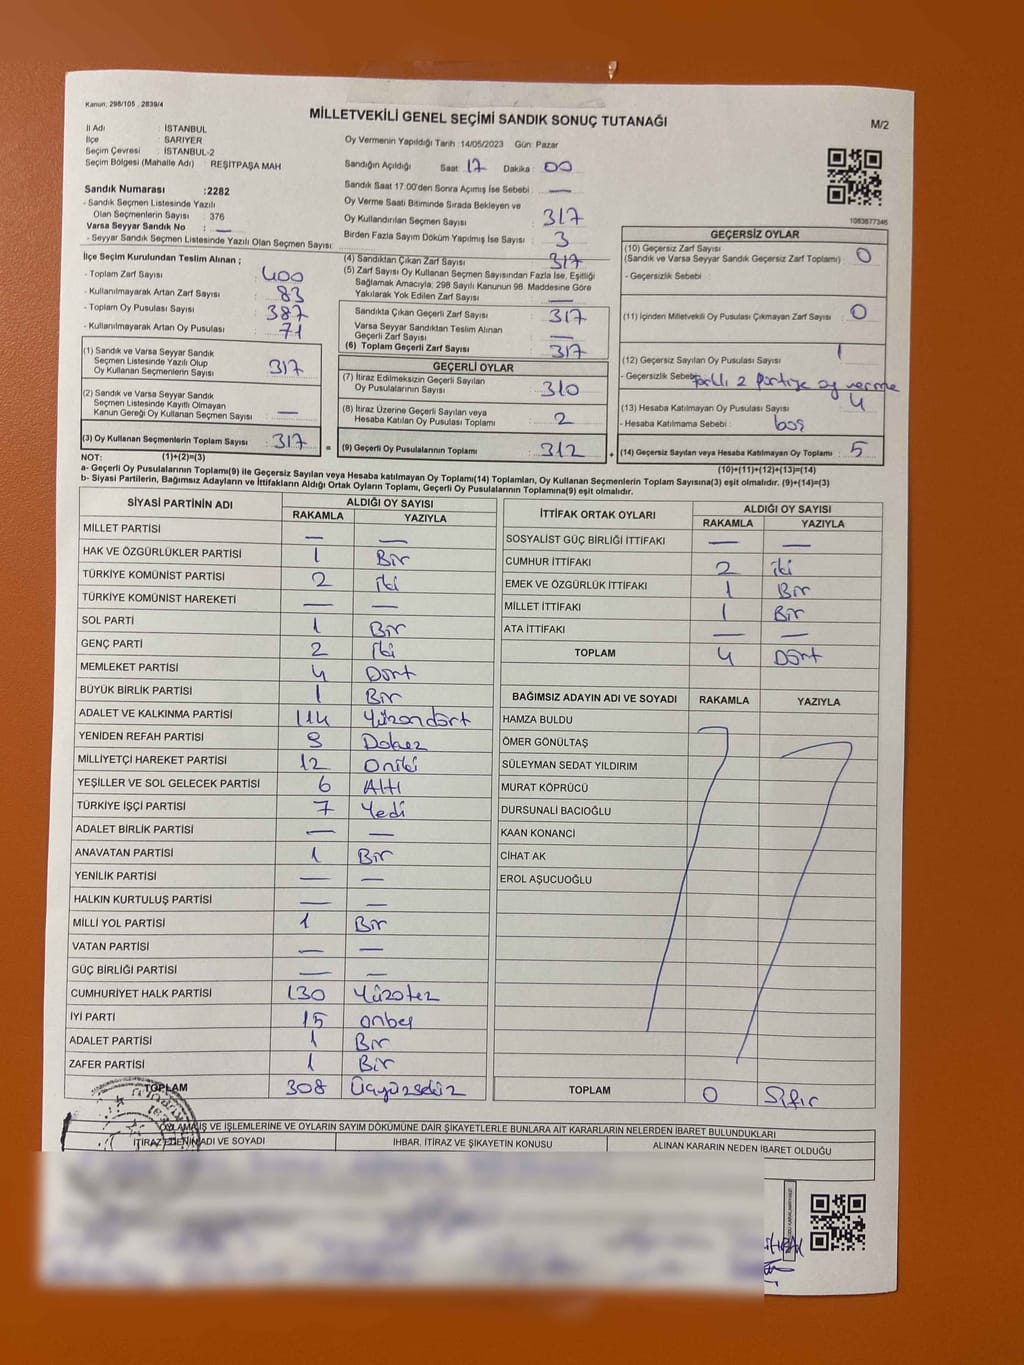 Kanun; 298/105 , 2839/4
MİLLETVEKİLİ GENEL SEÇİMİ SANDIK SONUÇ TUTANAĞI
M/2
İl Adı : İSTANBUL
İlçe : SARIYER
Seçim Çevresi : İSTANBUL-2
Seçim Bölgesi (Mahalle Adı) : REŞİTPAŞA MAH
Sandık Numarası :2282
- Sandık Seçmen Listesinde Yazılı
Olan Seçmenlerin Sayısı : 376
Varsa Seyyar Sandık No : —
- Seyyar Sandık Seçmen Listesinde Yazılı Olan Seçmen Sayısı:
İlçe Seçim Kurulundan Teslim Alınan ;
- Toplam Zarf Sayısı : 400
- Kullanılmayarak Artan Zarf Sayısı : 83
- Toplam Oy Pusulası Sayısı : 387
- Kullanılmayarak Artan Oy Pusulası : 71
(1) Sandık ve Varsa Seyyar Sandık
Seçmen Listesinde Yazılı Olup
Oy Kullanan Seçmenlerin Sayısı : 317
(2) Sandık ve Varsa Seyyar Sandık
Seçmen Listesinde Kayıtlı Olmayan
Kanun Gereği Oy Kullanan Seçmen Sayısı : —
(3) Oy Kullanan Seçmenlerin Toplam Sayısı : 317 =
Oy Vermenin Yapıldığı Tarih :14/05/2023 Gün: Pazar
Sandığın Açıldığı Saat : 17 Dakika : 00
Sandık Saat 17.00'den Sonra Açımış İse Sebebi : —
Oy Verme Saati Bitiminde Sırada Bekleyen ve
Oy Kullandırılan Seçmen Sayısı : 317
Birden Fazla Sayım Döküm Yapılmış İse Sayısı : 3
(4) Sandıktan Çıkan Zarf Sayısı : 317
(5) Zarf Sayısı Oy Kullanan Seçmen Sayısından Fazla İse, Eşitliği
Sağlamak Amacıyla; 298 Sayılı Kanunun 98. Maddesine Göre
Yakılarak Yok Edilen Zarf Sayısı : —
Sandıkta Çıkan Geçerli Zarf Sayısı : 317
Varsa Seyyar Sandıktan Teslim Alınan
Geçerli Zarf Sayısı : —
(6) Toplam Geçerli Zarf Sayısı : 317
GEÇERLİ OYLAR
(7) İtiraz Edilmeksizin Geçerli Sayılan
Oy Pusulalarının Sayısı : 310
(8) İtiraz Üzerine Geçerli Sayılan veya
Hesaba Katılan Oy Pusulaları Toplamı : 2
(9) Geçerli Oy Pusulalarının Toplamı : 312 +
1083677346
GEÇERSİZ OYLAR
(10) Geçersiz Zarf Sayısı
(Sandık ve Varsa Seyyar Sandık Geçersiz Zarf Toplamı) : 0
- Geçersizlik Sebebi :
(11) İçinden Milletvekili Oy Pusulası Çıkmayan Zarf Sayısı : 0
(12) Geçersiz Sayılan Oy Pusulası Sayısı : 1
- Geçersizlik Sebebi: 2 partiye oy verme
(13) Hesaba Katılmayan Oy Pusulası Sayısı : 4
- Hesaba Katılmama Sebebi : boş
(14) Geçersiz Sayılan veya Hesaba Katılmayan Oy Toplamı : 5
NOT: (1)+(2)=(3) (10)+(11)+(12)+(13)=(14)
a- Geçerli Oy Pusulalarının Toplamı(9) ile Geçersiz Sayılan veya Hesaba katılmayan Oy Toplamı(14) Toplamları, Oy Kullanan Seçmenlerin Toplam Sayısına(3) eşit olmalıdır. (9)+(14)=(3)
b- Siyasi Partilerin, Bağımsız Adayların ve İttifakların Aldığı Ortak Oyların Toplamı, Geçerli Oy Pusulalarının Toplamına(9) eşit olmalıdır.
SİYASİ PARTİNİN ADI ALDIĞI OY SAYISI
RAKAMLA YAZIYLA
MİLLET PARTİSİ — —
HAK VE ÖZGÜRLÜKLER PARTİSİ 1 Bir
TÜRKİYE KOMÜNİST PARTİSİ 2 iki
TÜRKİYE KOMÜNİST HAREKETİ — —
SOL PARTİ 1 Bir
GENÇ PARTİ 2 iki
MEMLEKET PARTİSİ 4 Dört
BÜYÜK BİRLİK PARTİSİ 1 Bir
ADALET VE KALKINMA PARTİSİ 114 Yüzondört
YENİDEN REFAH PARTİSİ 9 Dokuz
MİLLİYETÇİ HAREKET PARTİSİ 12 Oniki
YEŞİLLER VE SOL GELECEK PARTİSİ 6 Altı
TÜRKİYE İŞÇİ PARTİSİ 7 Yedi
ADALET BİRLİK PARTİSİ — —
ANAVATAN PARTİSİ 1 Bir
YENİLİK PARTİSİ — —
HALKIN KURTULUŞ PARTİSİ — —
MİLLİ YOL PARTİSİ 1 Bir
VATAN PARTİSİ — —
GÜÇ BİRLİĞİ PARTİSİ — —
CUMHURİYET HALK PARTİSİ 130 Yüzotuz
İYİ PARTİ 15 onbeş
ADALET PARTİSİ 1 Bir
ZAFER PARTİSİ 1 Bir
TOPLAM 308 Üçyüzsekiz
İTTİFAK ORTAK OYLARI ALDIĞI OY SAYISI
RAKAMLA YAZIYLA
SOSYALİST GÜÇ BİRLİĞİ İTTİFAKI — —
CUMHUR İTTİFAKI 2 iki
EMEK VE ÖZGÜRLÜK İTTİFAKI 1 Bir
MİLLET İTTİFAKI 1 Bir
ATA İTTİFAKI — —
TOPLAM 4 Dört
BAĞIMSIZ ADAYIN ADI VE SOYADI RAKAMLA YAZIYLA
HAMZA BULDU
ÖMER GÖNÜLTAŞ
SÜLEYMAN SEDAT YILDIRIM
MURAT KÖPRÜCÜ
DURSUNALİ BACIOĞLU
KAAN KONANCİ
CİHAT AK
EROL AŞUCUOĞLU
TOPLAM 0 Sıfır
İŞ VE İŞLEMLERİNE VE OYLARIN SAYIM DÖKÜMÜNE DAİR ŞİKAYETLERLE BUNLARA AİT KARARLARIN NELERDEN İBARET BULUNDUKLARI
İTİRAZ EDENİN ADI VE SOYADI İHBAR, İTİRAZ VE ŞİKAYETİN KONUSU ALINAN KARARIN NEDEN İBARET OLDUĞU